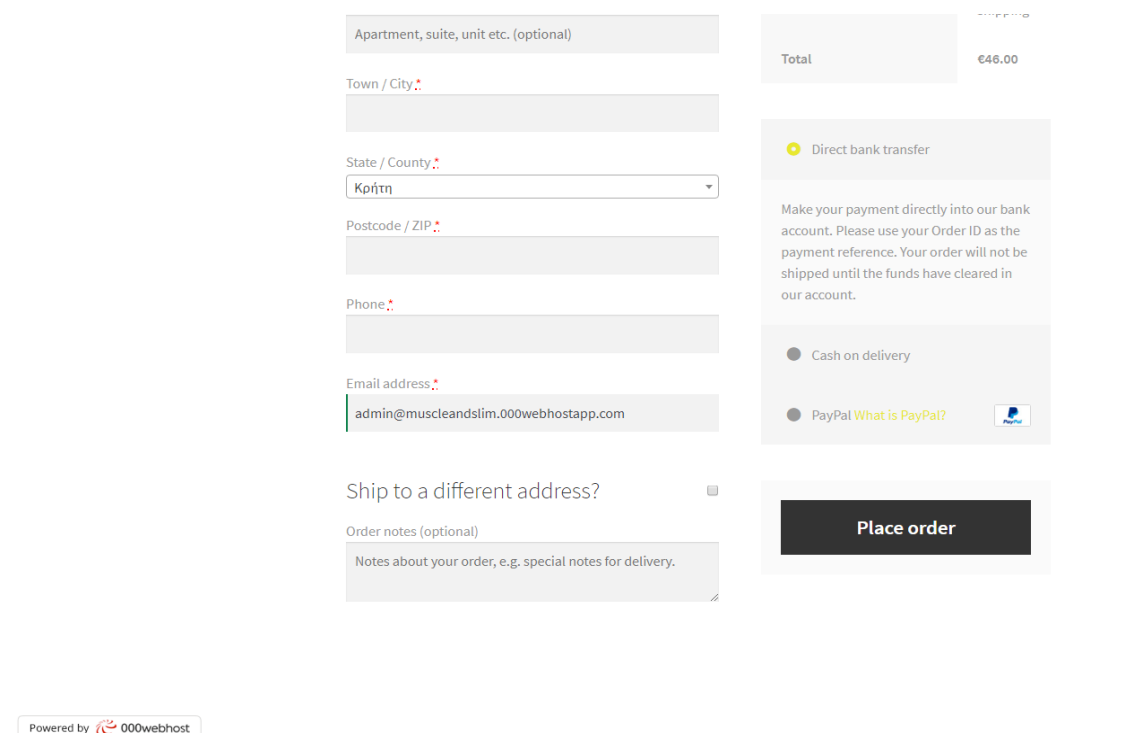 Apartment, suite, unit etc. (optional)
Town / City *
State / County *
Κρήτη
Postcode / ZIP *
Phone *
Email address *
admin@muscleandslim.000webhostapp.com
Ship to a different address?
Order notes (optional)
Notes about your order, e.g. special notes for delivery.
Shipping
Total €46.00
Direct bank transfer
Make your payment directly into our bank
account. Please use your Order ID as the
payment reference. Your order will not be
shipped until the funds have cleared in
our account.
Cash on delivery
PayPal What is PayPal?
PayPal
Place order
Powered by 000webhost